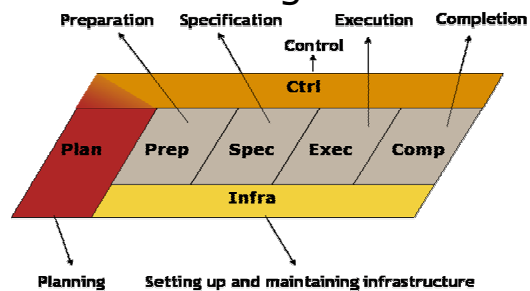 g
Preparation Specification Execution Completion
Control
Ctrl
Plan Prep Spec Exec Comp
Infra
Planning Setting up and maintaining infrastructure